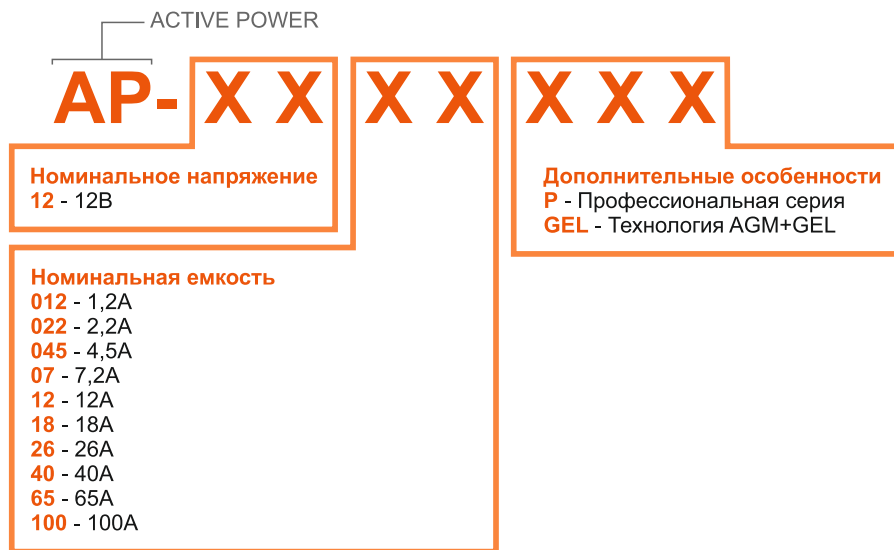 ACTIVE POWER
AP- X X X X X X X
Номинальное напряжение
12 - 12В
Дополнительные особенности
P - Профессиональная серия
GEL - Технология AGM+GEL
Номинальная емкость
012 - 1,2А
022 - 2,2А
045 - 4,5А
07 - 7,2А
12 - 12А
18 - 18А
26 - 26А
40 - 40А
65 - 65А
100 - 100А